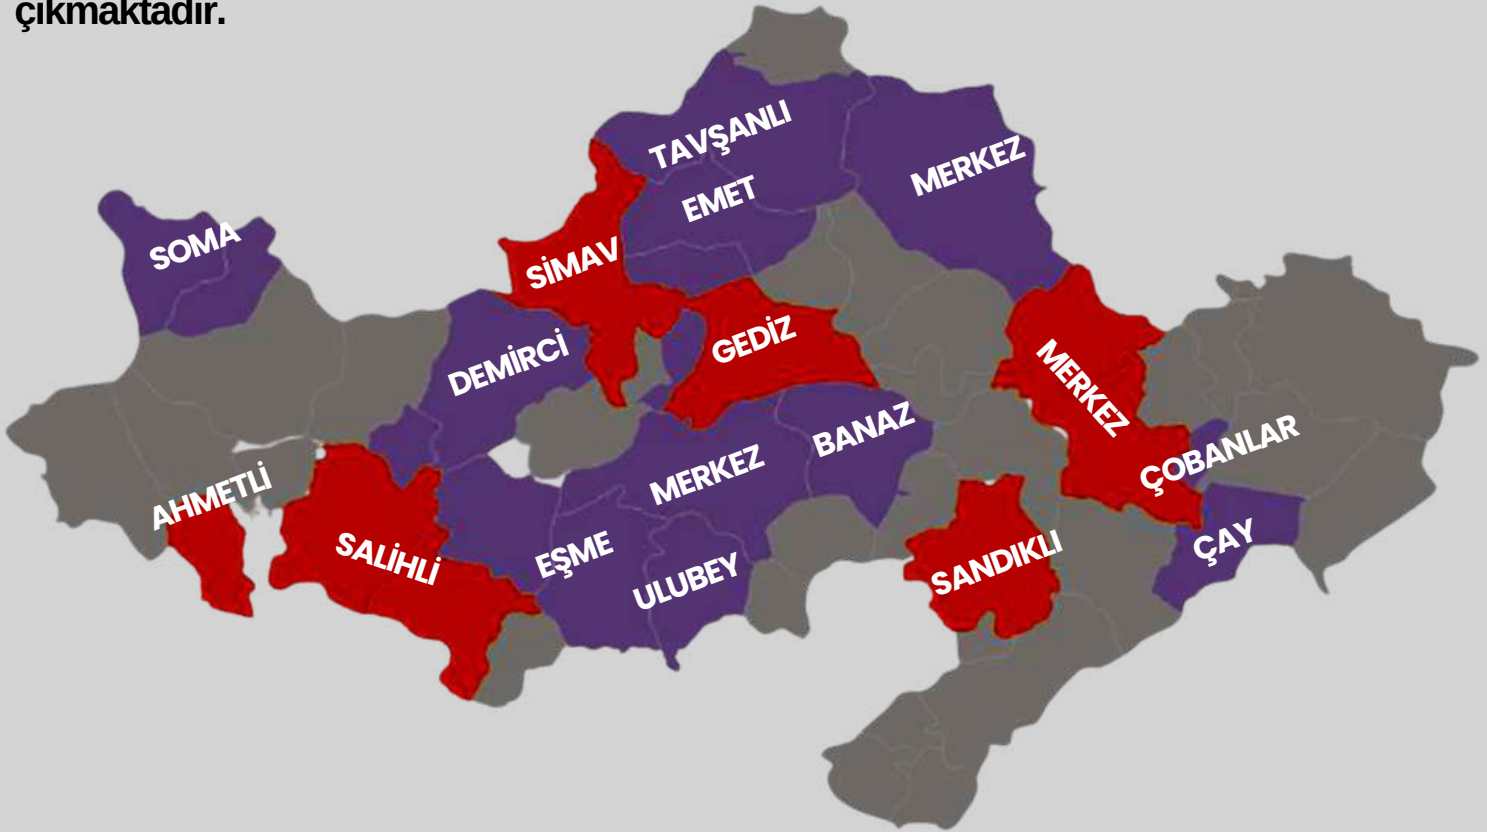 çıkmaktadır.
TAVŞANLI
MERKEZ
EMET
SOMA
SİMAV
GEDİZ
DEMİRCİ
MERKEZ
BANAZ
MERKEZ
ÇOBANLAR
AHMETLİ
SALİHLİ
EŞME
ULUBEY
SANDIKLI
ÇAY